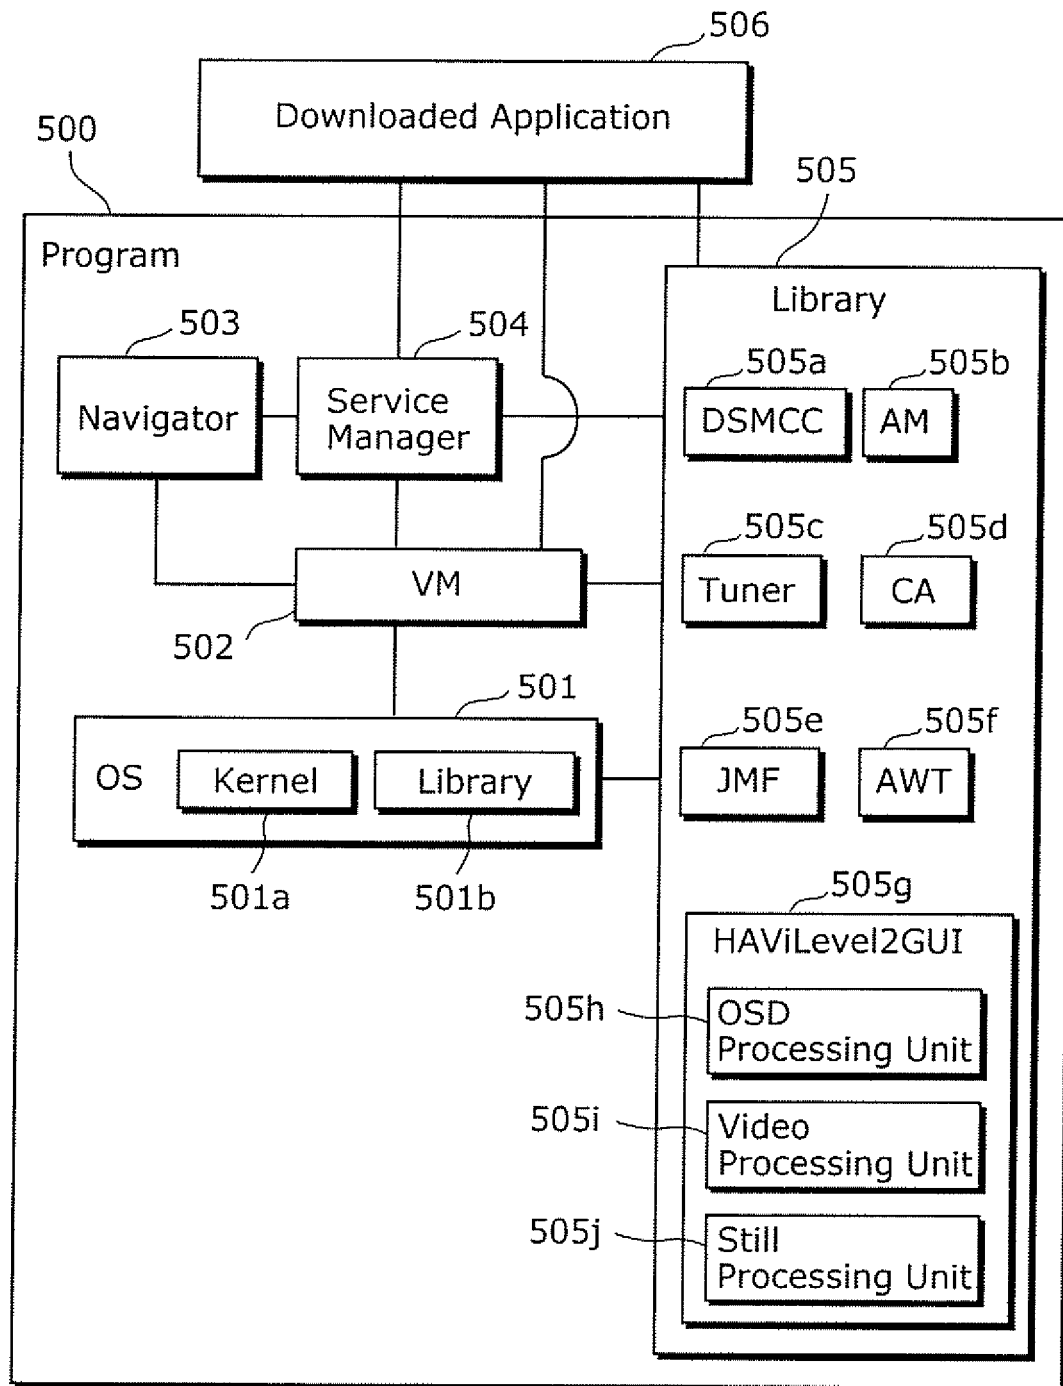 506
Downloaded Application
500
505
Program
Library
503
504
505a
505b
Navigator
Service
Manager
DSMCC
AM
505c
505d
VM
Tuner
CA
502
501
505e
505f
OS
Kernel
Library
JMF
AWT
501a
501b
505g
HAViLevel2GUI
505h
OSD
Processing Unit
505i
Video
Processing Unit
505j
Still
Processing Unit